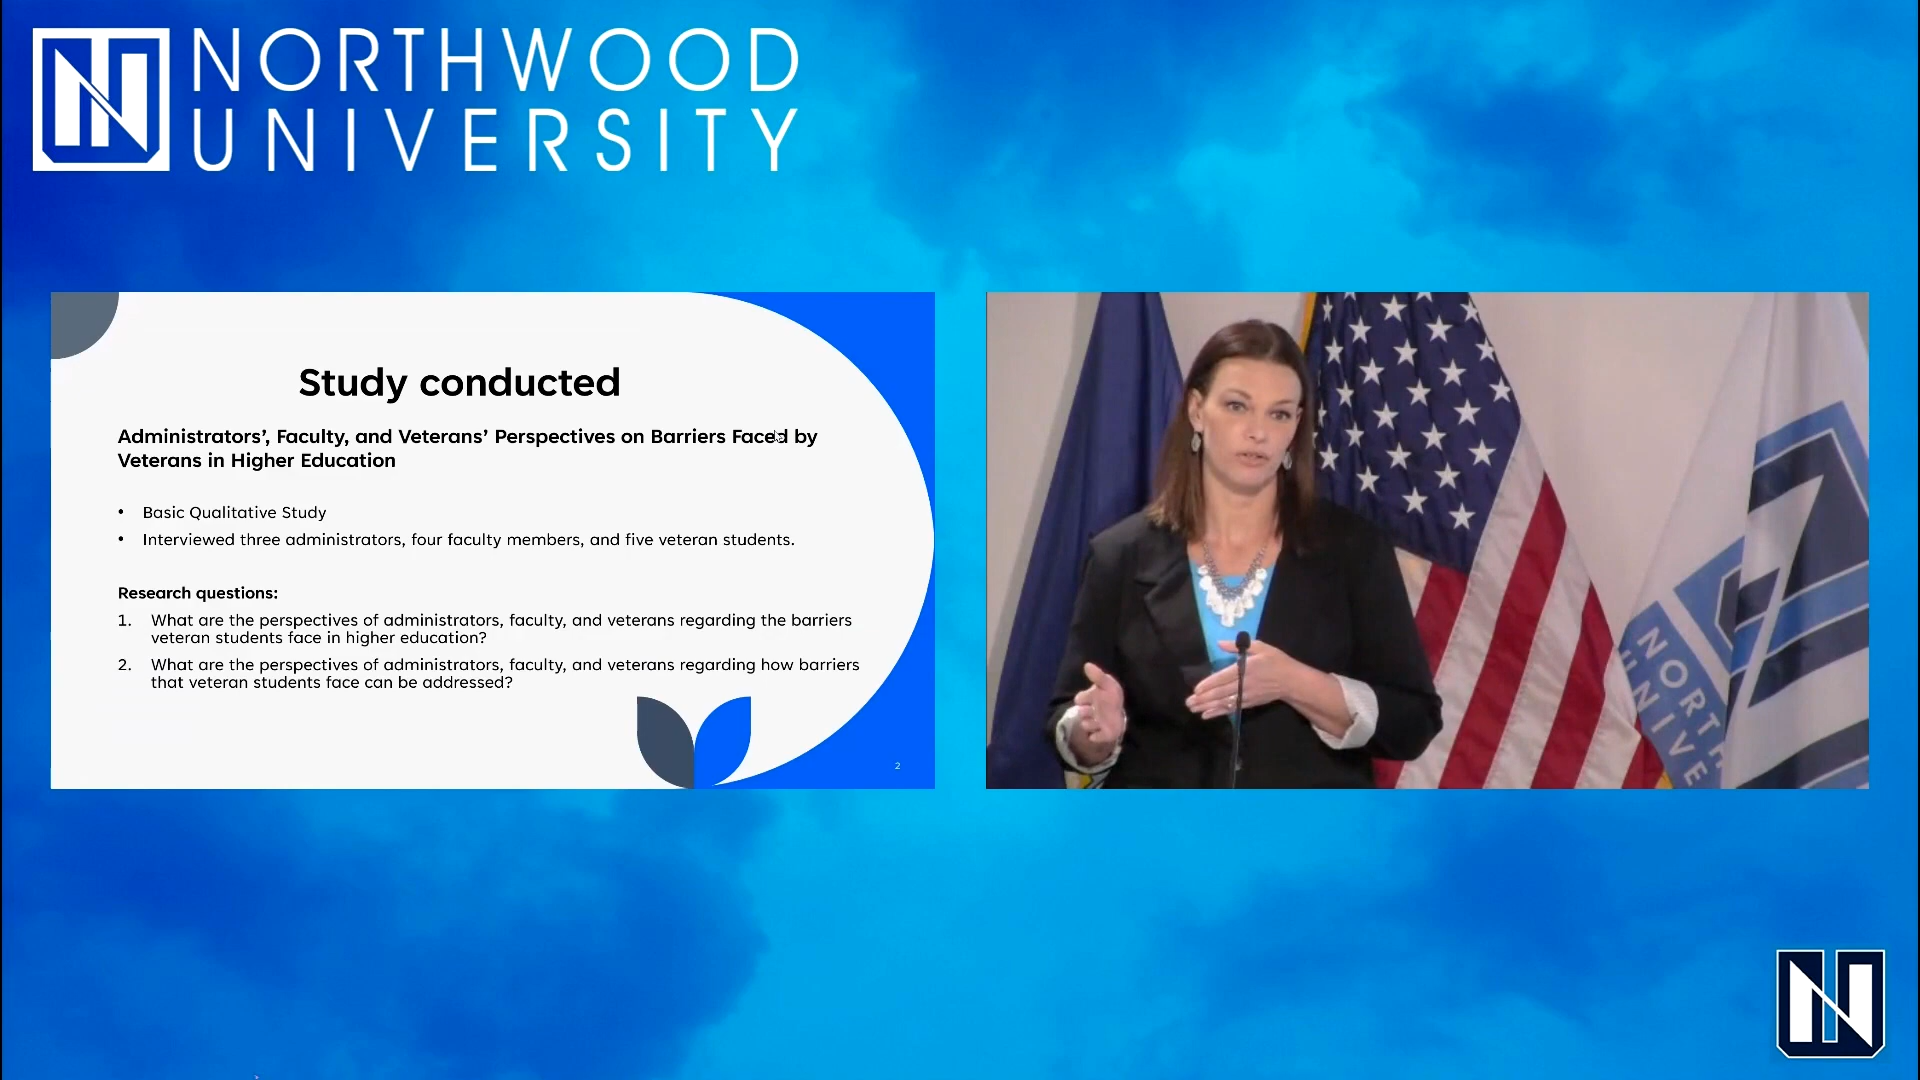 NORTHWOOD
UNIVERSITY
Study conducted
Administrators’, Faculty, and Veterans’ Perspectives on Barriers Faced by
Veterans in Higher Education
• Basic Qualitative Study
• Interviewed three administrators, four faculty members, and five veteran students.
Research questions:
1. What are the perspectives of administrators, faculty, and veterans regarding the barriers
veteran students face in higher education?
2. What are the perspectives of administrators, faculty, and veterans regarding how barriers
that veteran students face can be addressed?
2
NORTH
UNIVE